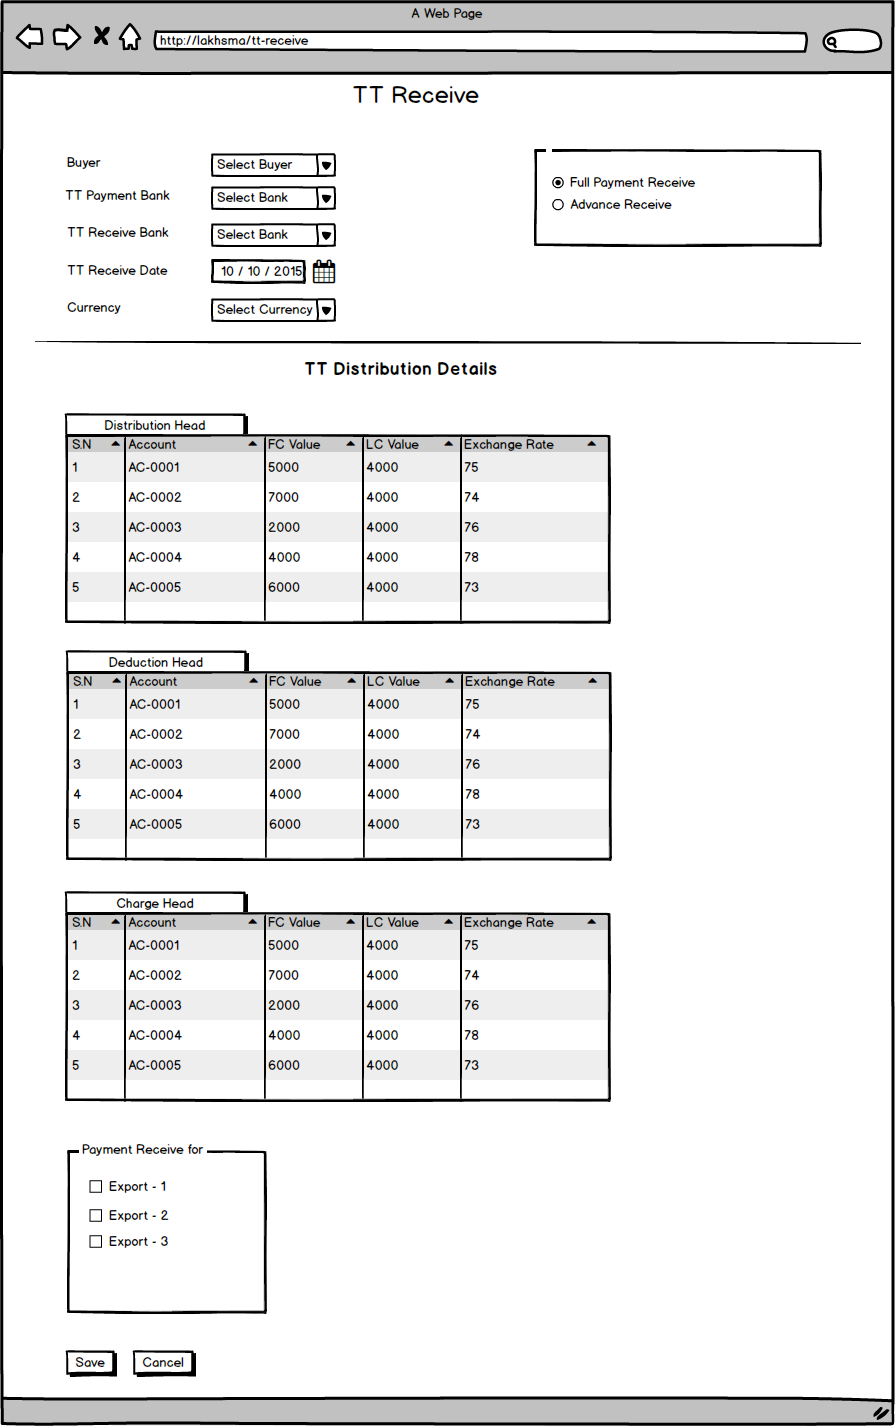 A Web Page
http://lakhsma/tt-receive
TT Receive
Buyer Select Buyer
TT Payment Bank Select Bank
TT Receive Bank Select Bank
TT Receive Date 10 / 10 / 2015
Currency Select Currency
Full Payment Receive
Advance Receive
TT Distribution Details
Distribution Head
S.N Account FC Value LC Value Exchange Rate
1 AC-0001 5000 4000 75
2 AC-0002 7000 4000 74
3 AC-0003 2000 4000 76
4 AC-0004 4000 4000 78
5 AC-0005 6000 4000 73
Deduction Head
S.N Account FC Value LC Value Exchange Rate
1 AC-0001 5000 4000 75
2 AC-0002 7000 4000 74
3 AC-0003 2000 4000 76
4 AC-0004 4000 4000 78
5 AC-0005 6000 4000 73
Charge Head
S.N Account FC Value LC Value Exchange Rate
1 AC-0001 5000 4000 75
2 AC-0002 7000 4000 74
3 AC-0003 2000 4000 76
4 AC-0004 4000 4000 78
5 AC-0005 6000 4000 73
Payment Receive for
Export - 1
Export - 2
Export - 3
Save Cancel